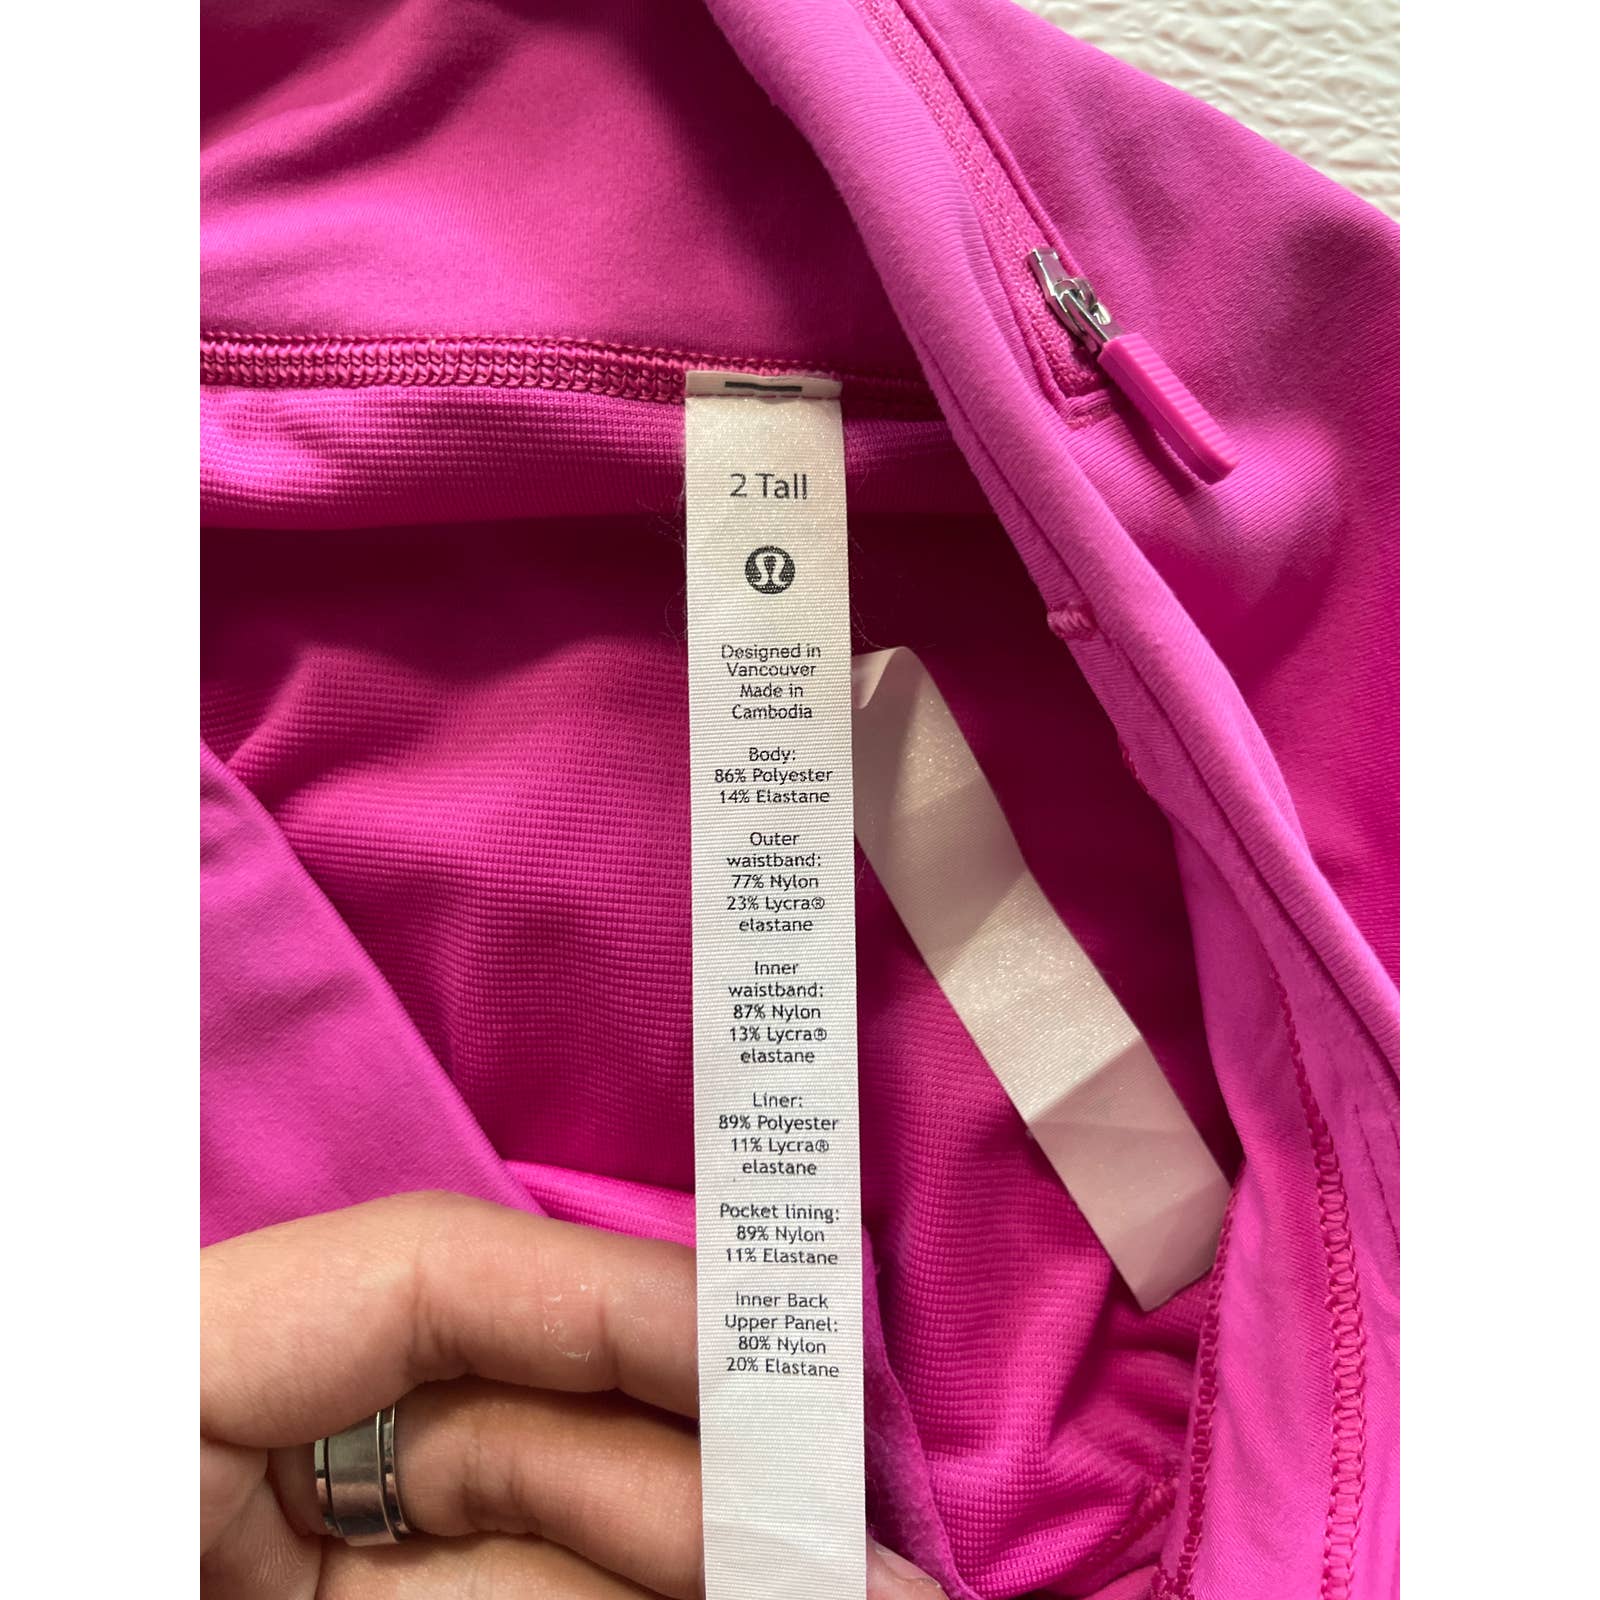 2 Tall
Designed in
Vancouver
Made in
Cambodia
Body:
86% Polyester
14% Elastane
Outer
waistband:
77% Nylon
23% Lycra®
elastane
Inner
waistband:
87% Nylon
13% Lycra®
elastane
Liner:
89% Polyester
11% Lycra®
elastane
Pocket lining:
89% Nylon
11% Elastane
Inner Back
Upper Panel:
80% Nylon
20% Elastane